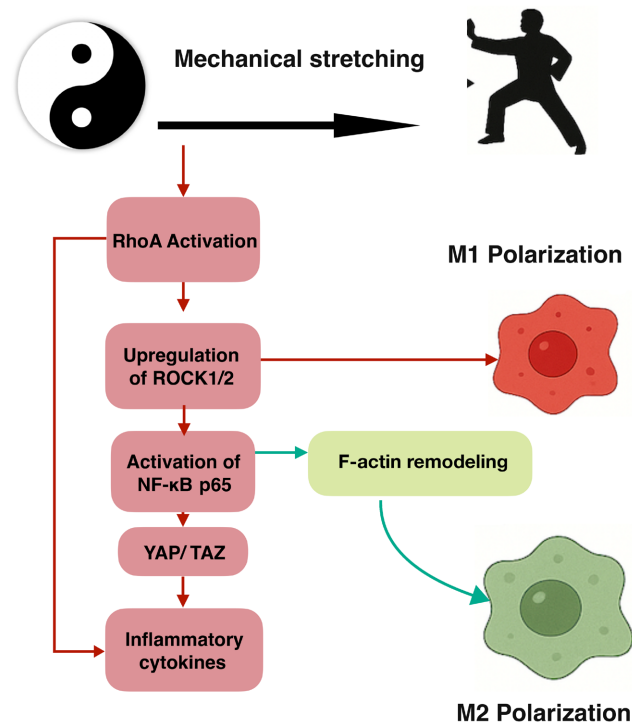 Mechanical stretching
RhoA Activation
M1 Polarization
Upregulation
of ROCK1/2
Activation of
NF-κB p65
F-actin remodeling
YAP/ TAZ
Inflammatory
cytokines
M2 Polarization